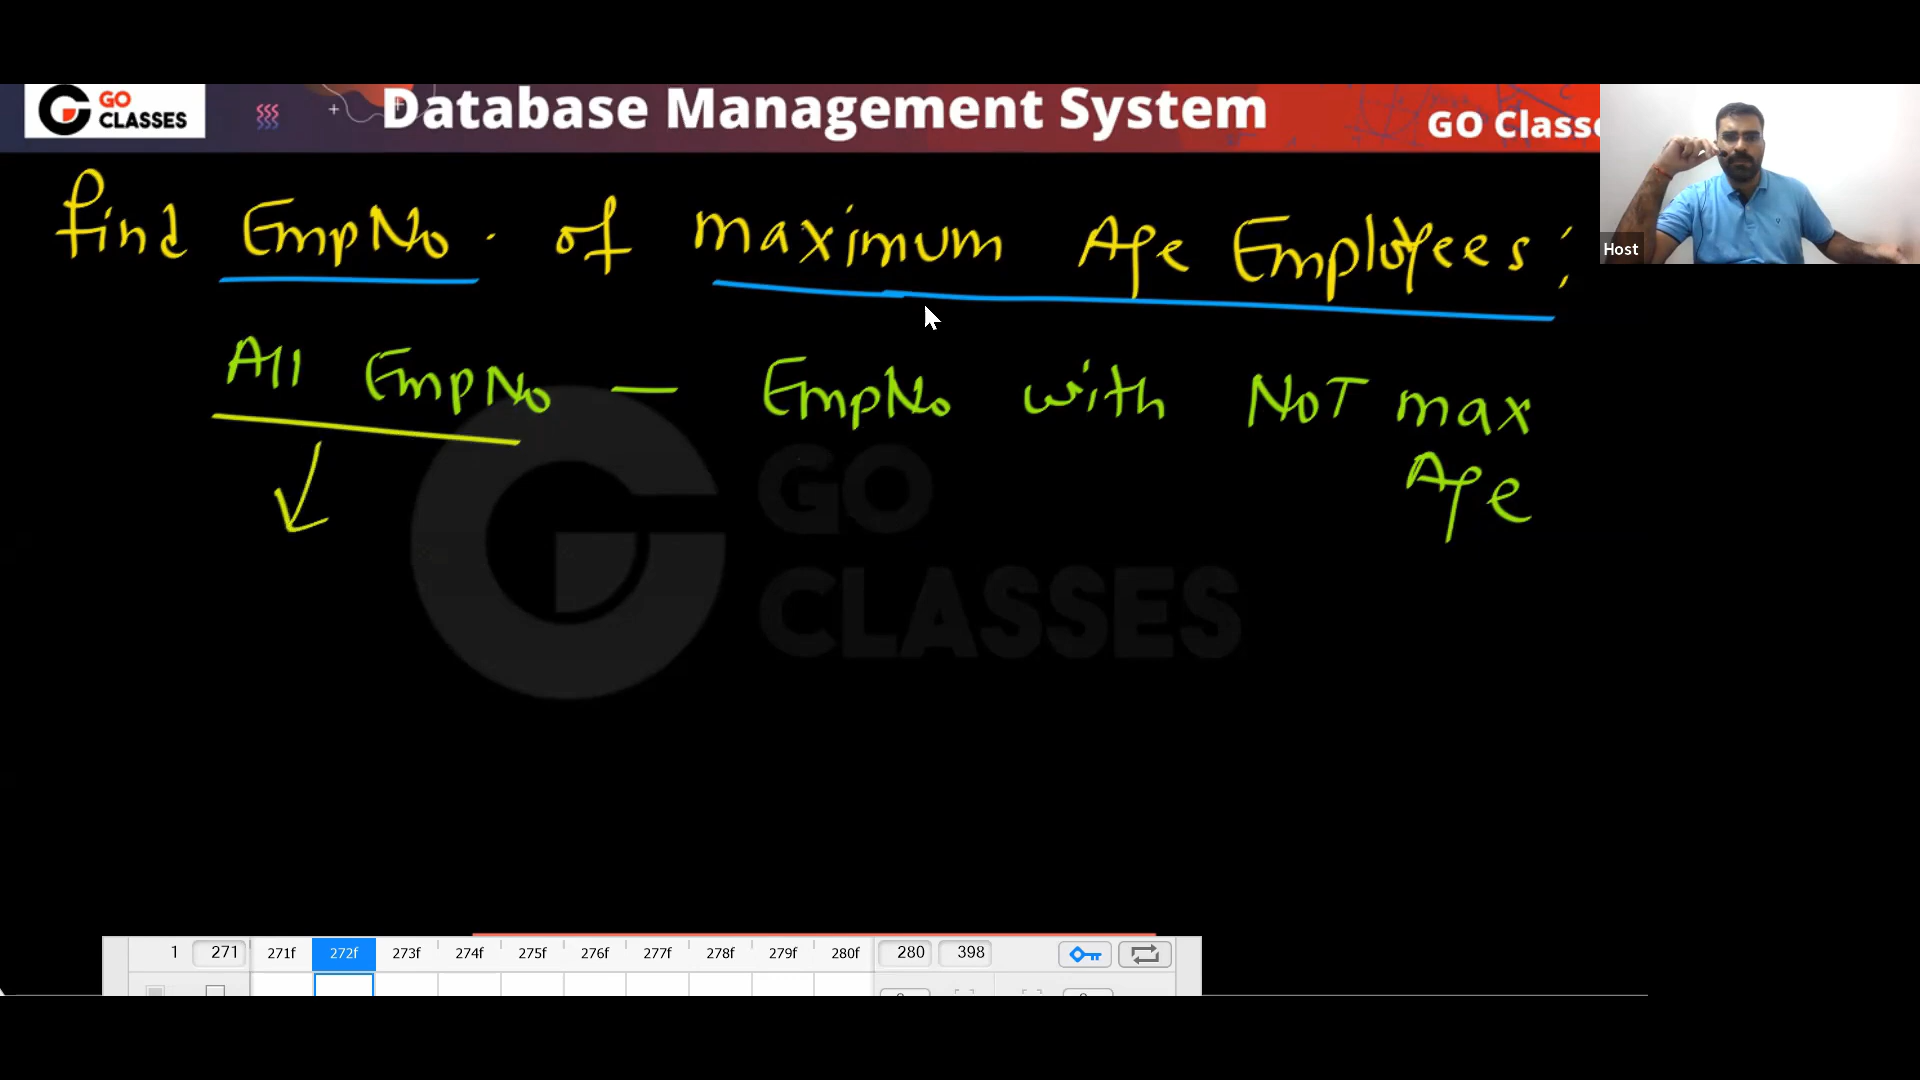 GO CLASSES
Database Management System
GO Classe
Host
find EmpNo. of maximum Age Employees:
All EmpNo — EmpNo with NOT max
Age
GO
CLASSES
1 271 271f 272f 273f 274f 275f 276f 277f 278f 279f 280f 280 398